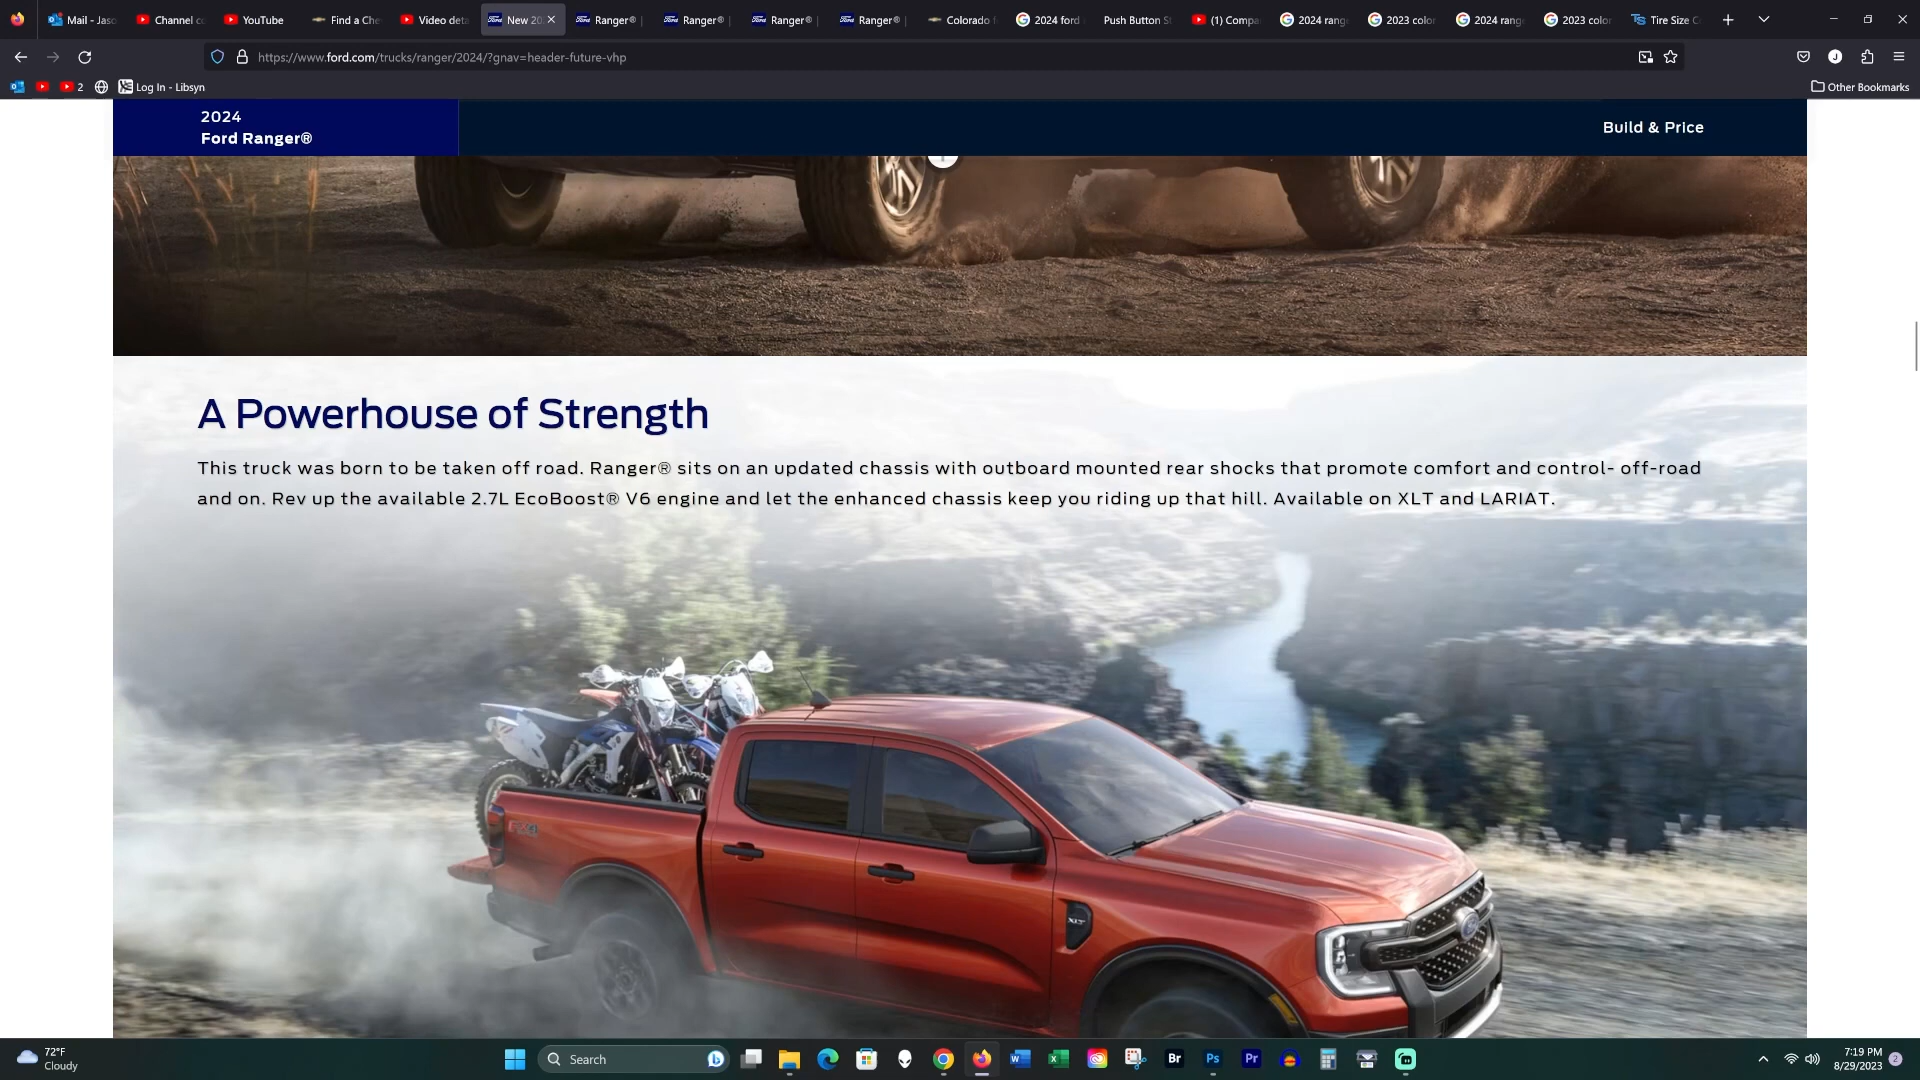 Mail - Jaso
Channel co
YouTube
Find a Che
Video deta
New 20
Ranger®
Ranger®
Ranger®
Ranger®
Colorado
2024 ford
Push Button S
(1) Compa
2024 rang
2023 color
2024 rang
2023 color
Tire Size C
https://www.ford.com/trucks/ranger/2024/?gnav=header-future-vhp
2
Log In - Libsyn
Other Bookmarks
2024
Ford Ranger®
Build & Price
A Powerhouse of Strength
This truck was born to be taken off road. Ranger® sits on an updated chassis with outboard mounted rear shocks that promote comfort and control- off-road
and on. Rev up the available 2.7L EcoBoost® V6 engine and let the enhanced chassis keep you riding up that hill. Available on XLT and LARIAT.
FX4
XLT
Ford
72°F
Cloudy
Search
Br
Ps
Pr
7:19 PM
8/29/2023
2